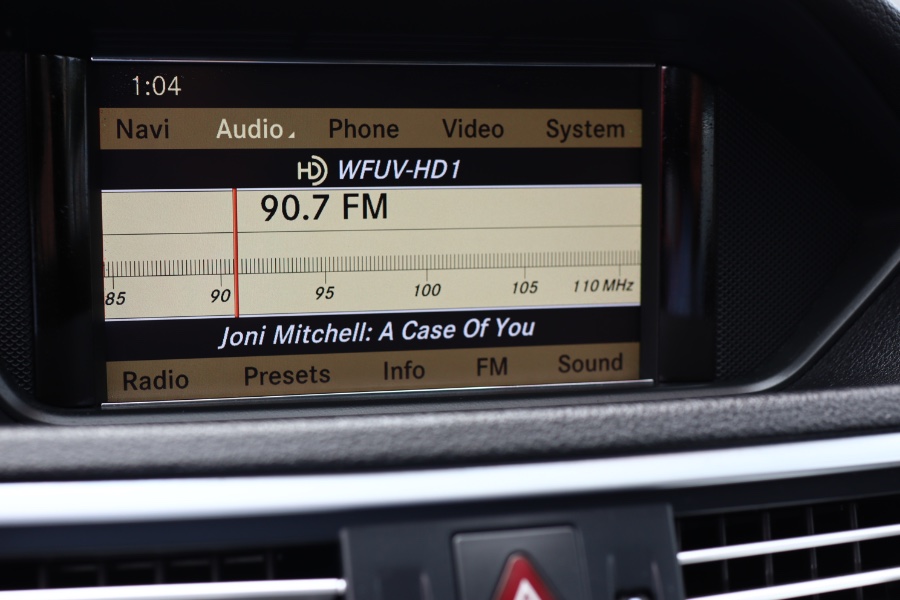 1:04
Navi Audio Phone Video System
HD WFUV-HD1
90.7 FM
85 90 95 100 105 110 MHz
Joni Mitchell: A Case Of You
Radio Presets Info FM Sound